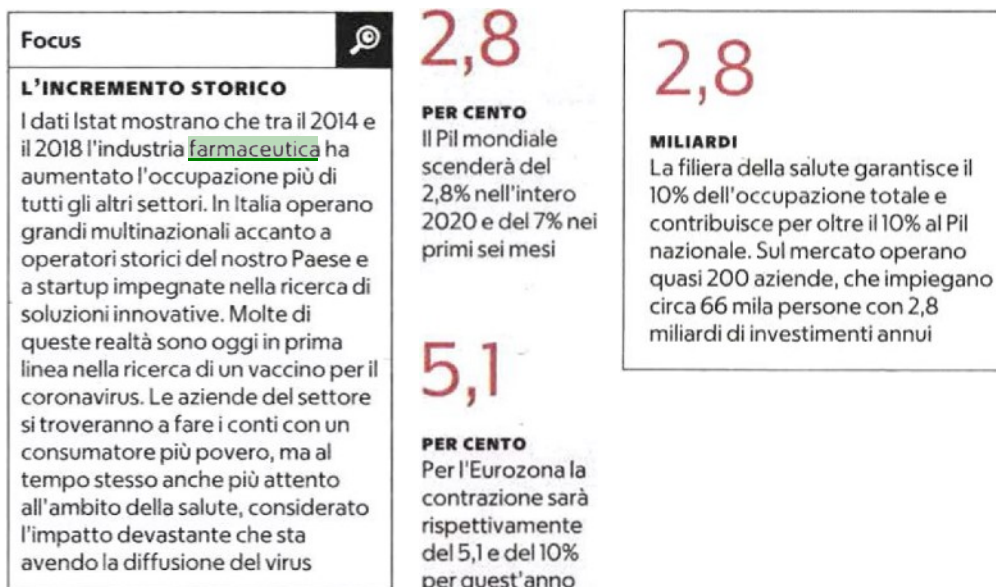 Focus
L'INCREMENTO STORICO
I dati Istat mostrano che tra il 2014 e
il 2018 l'industria farmaceutica ha
aumentato l'occupazione più di
tutti gli altri settori. In Italia operano
grandi multinazionali accanto a
operatori storici del nostro Paese e
a startup impegnate nella ricerca di
soluzioni innovative. Molte di
queste realtà sono oggi in prima
linea nella ricerca di un vaccino per il
coronavirus. Le aziende del settore
si troveranno a fare i conti con un
consumatore più povero, ma al
tempo stesso anche più attento
all'ambito della salute, considerato
l'impatto devastante che sta
avendo la diffusione del virus
2,8
PER CENTO
Il Pil mondiale
scenderà del
2,8% nell'intero
2020 e del 7% nei
primi sei mesi
5,1
PER CENTO
Per l'Eurozona la
contrazione sarà
rispettivamente
del 5,1 e del 10%
per quest'anno
2,8
MILIARDI
La filiera della salute garantisce il
10% dell'occupazione totale e
contribuisce per oltre il 10% al Pil
nazionale. Sul mercato operano
quasi 200 aziende, che impiegano
circa 66 mila persone con 2,8
miliardi di investimenti annui